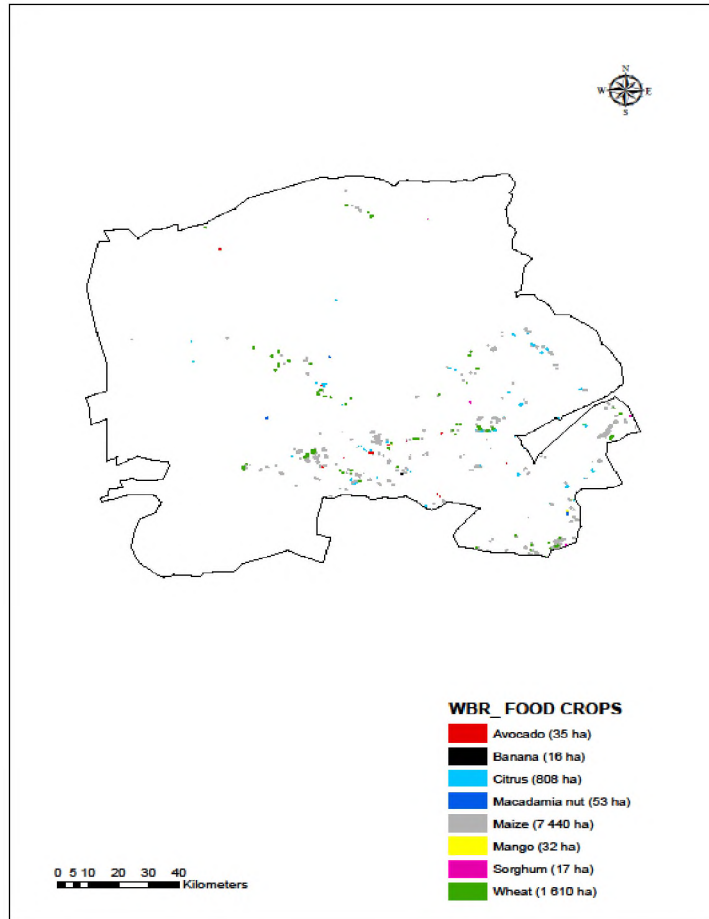 N
W E
S
WBR_ FOOD CROPS
Avocado (35 ha)
Banana (16 ha)
Citrus (808 ha)
Macadamia nut (53 ha)
Maize (7 440 ha)
Mango (32 ha)
Sorghum (17 ha)
Wheat (1 610 ha)
0 5 10 20 30 40
Kilometers